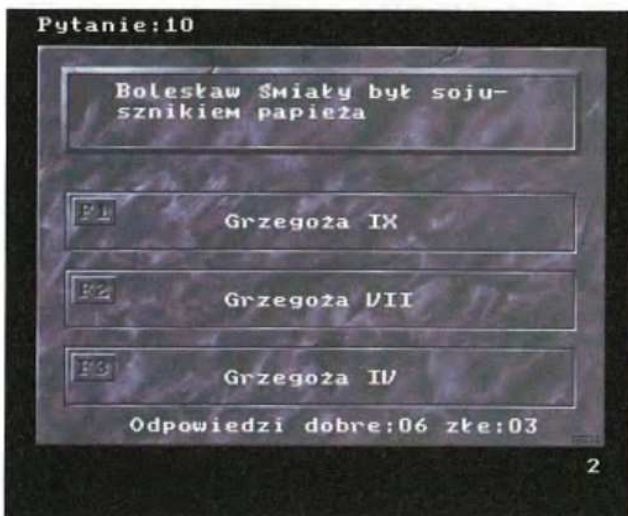 Pytanie:10
Bolesław Śmiały był soju-
sznikiem papieża
F1
Grzegoża IX
F2
Grzegoża VII
F3
Grzegoża IV
Odpowiedzi dobre:06 złe:03
2